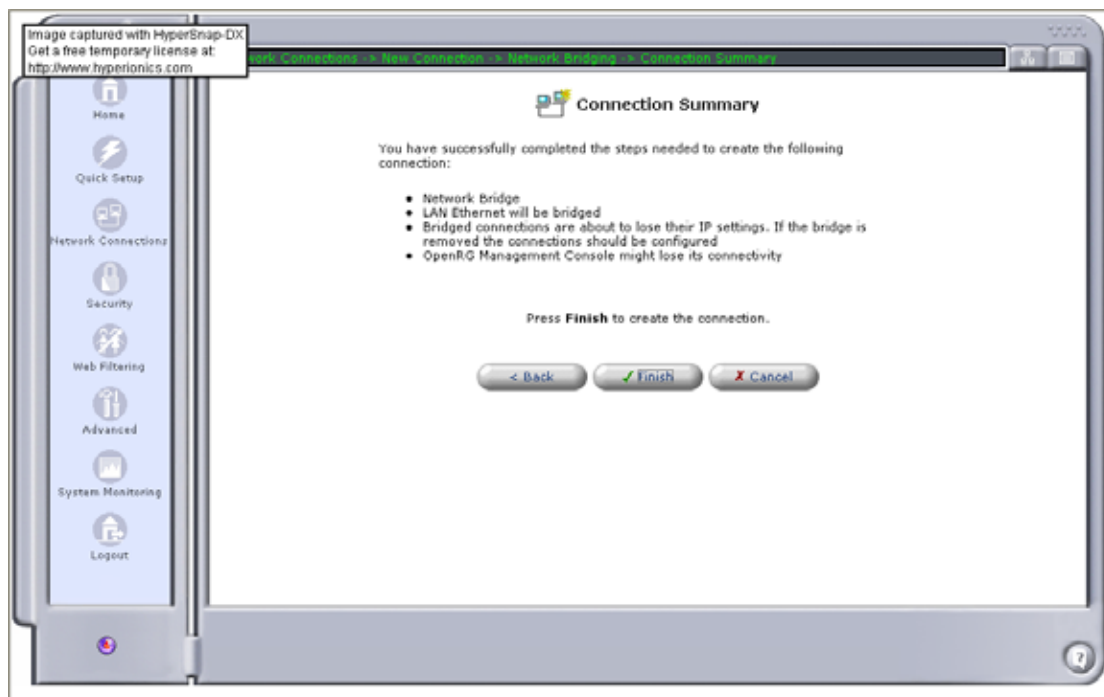 Image captured with HyperSnap-DX
Get a free temporary license at:
http://www.hyperionics.com
Connections -> New Connection -> Network Bridging -> Connection Summary
Home
Quick Setup
Network Connections
Security
Web Filtering
Advanced
System Monitoring
Logout
Connection Summary
You have successfully completed the steps needed to create the following
connection:
● Network Bridge
● LAN Ethernet will be bridged
● Bridged connections are about to lose their IP settings. If the bridge is
removed the connections should be configured
● OpenRG Management Console might lose its connectivity
Press Finish to create the connection.
< Back
Finish
Cancel
?